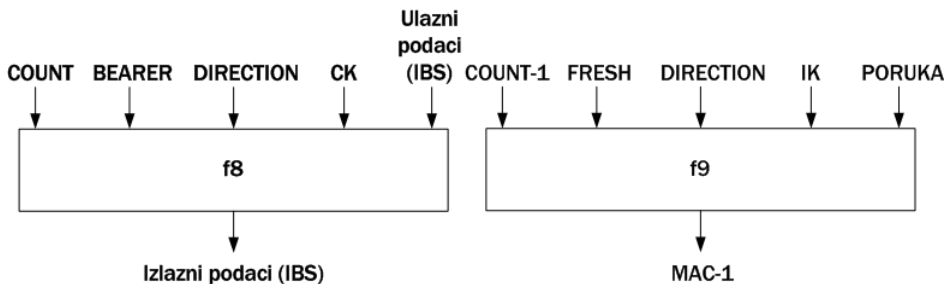 Ulazni
podaci
(IBS)
COUNT BEARER DIRECTION CK
f8
Izlazni podaci (IBS)
COUNT-1 FRESH DIRECTION IK PORUKA
f9
MAC-1